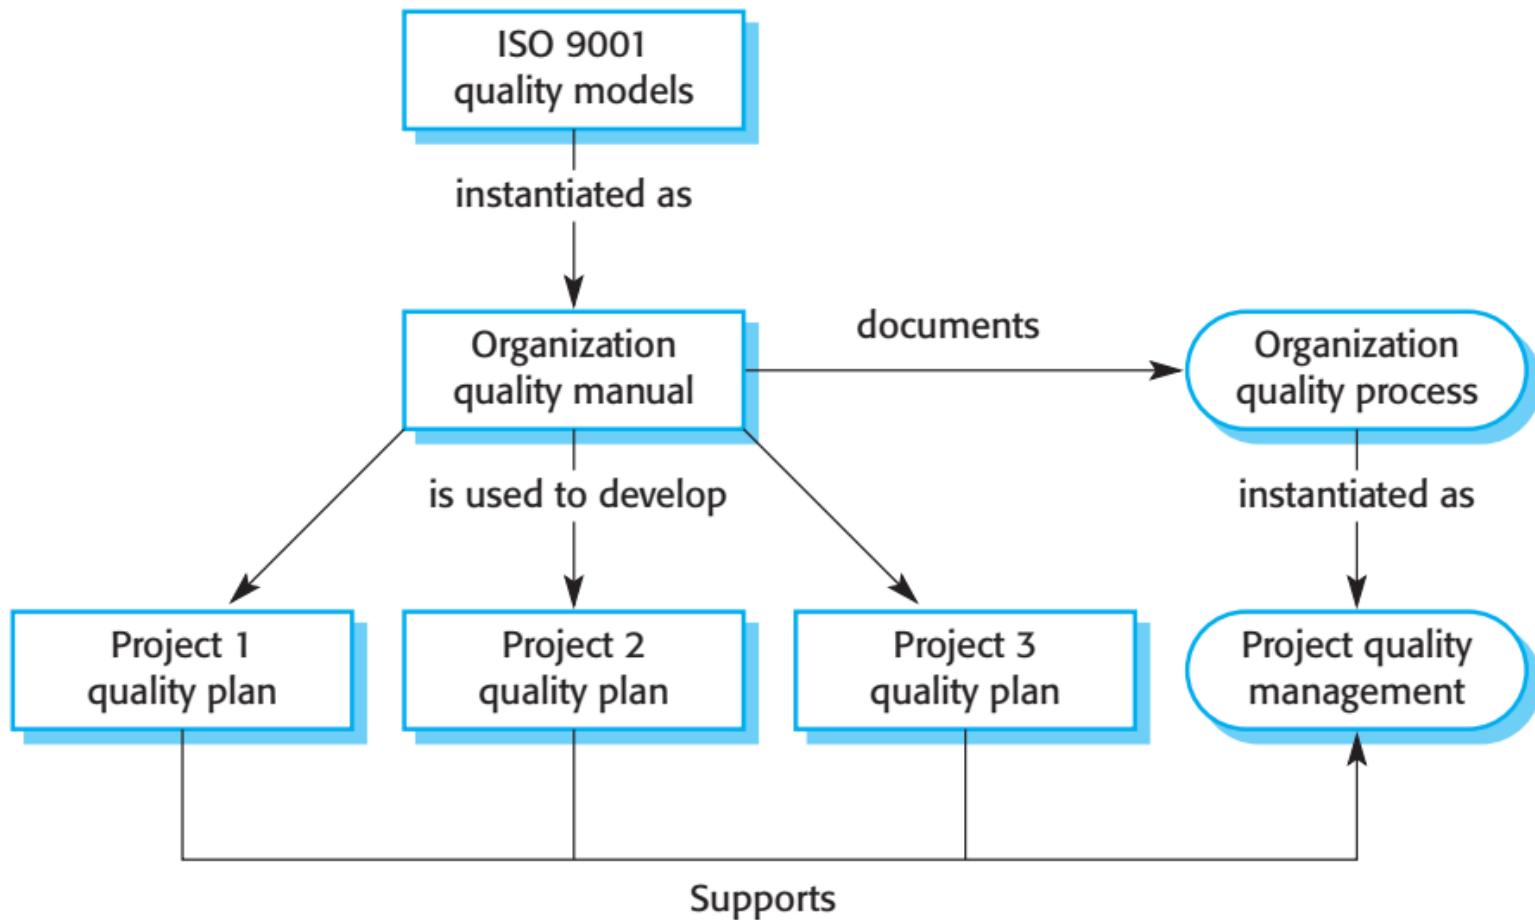 ISO 9001
quality models
instantiated as
Organization
quality manual
documents
Organization
quality process
is used to develop
instantiated as
Project 1
quality plan
Project 2
quality plan
Project 3
quality plan
Project quality
management
Supports